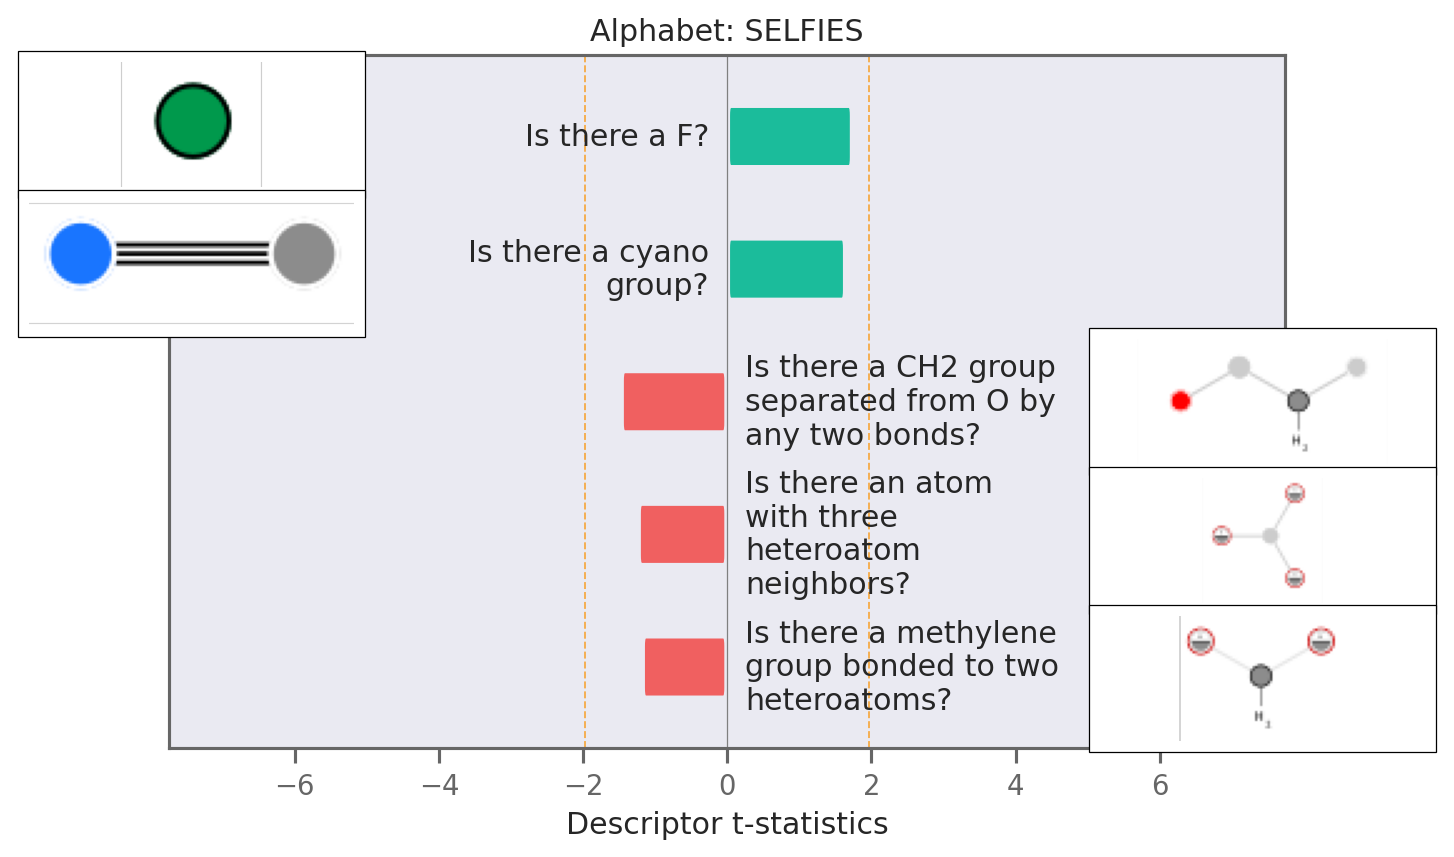 Alphabet: SELFIES
Is there a F?
Is there a cyano
group?
Is there a CH2 group
separated from O by
any two bonds?
H2
Is there an atom
with three
heteroatom
neighbors?
Is there a methylene
group bonded to two
heteroatoms?
−6 −4 −2 0 2 4 6
Descriptor t-statistics